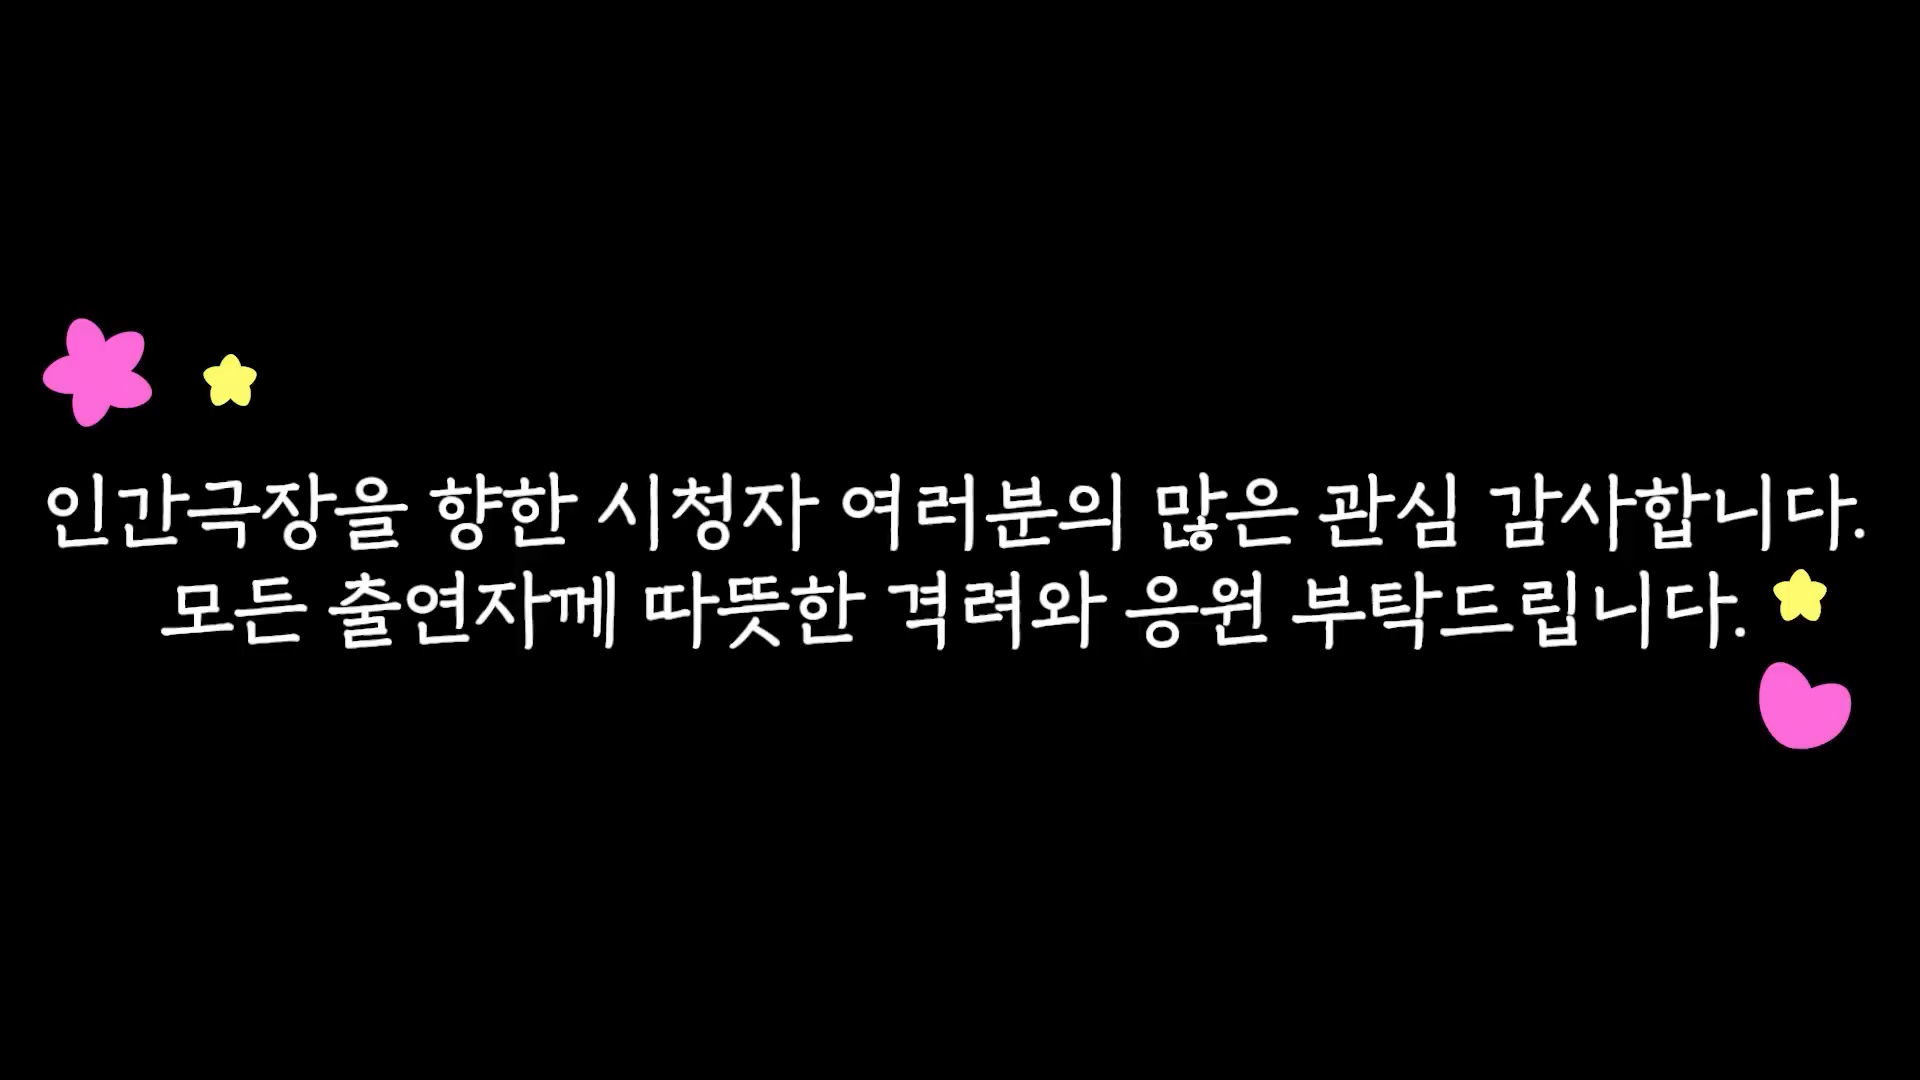 인간극장을 향한 시청자 여러분의 많은 관심 감사합니다.
모든 출연자께 따뜻한 격려와 응원 부탁드립니다.